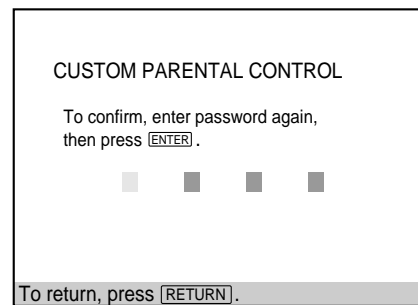 CUSTOM PARENTAL CONTROL
To confirm, enter password again,
then press ENTER.
To return, press RETURN.